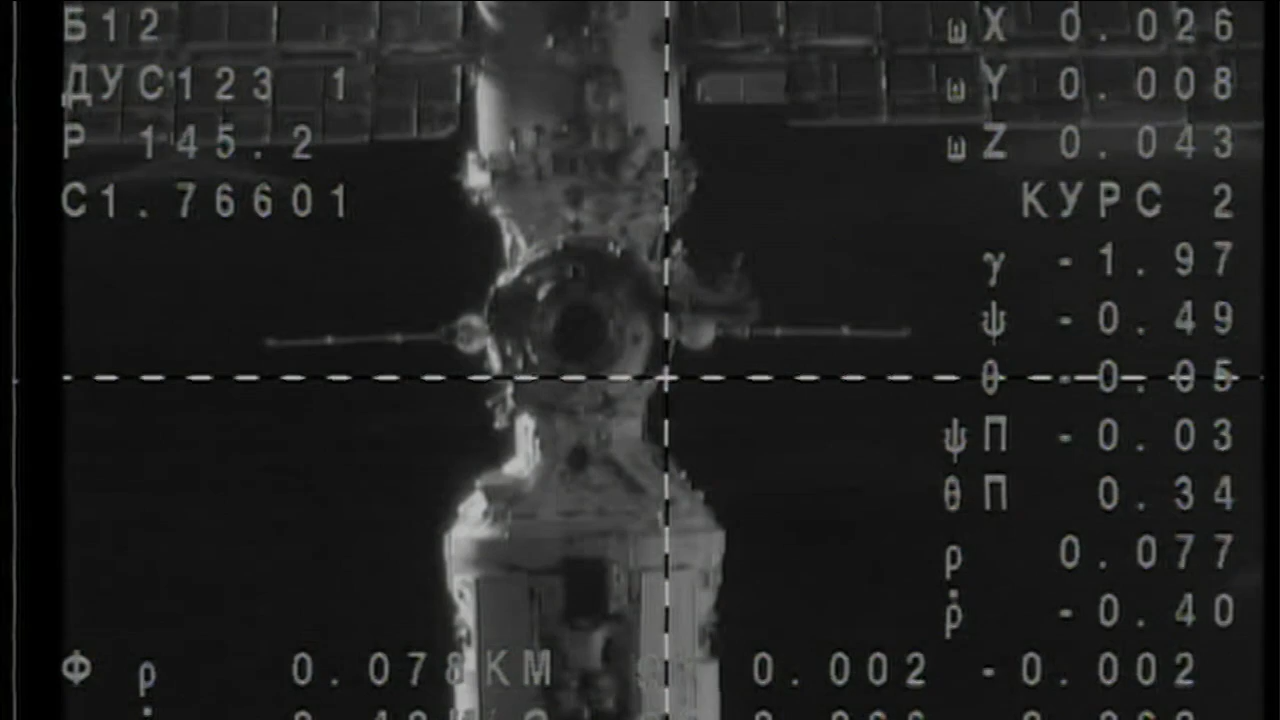 Б12
ДУС123 1
Р 145.2
С1.76601
ωX 0.026
ωY 0.008
ωZ 0.043
КУРС 2
γ -1.97
ψ -0.49
θ -0.05
ψП -0.03
θП 0.34
ρ 0.077
ρ̇ -0.40
Ф ρ 0.078КМ 0.002 -0.002